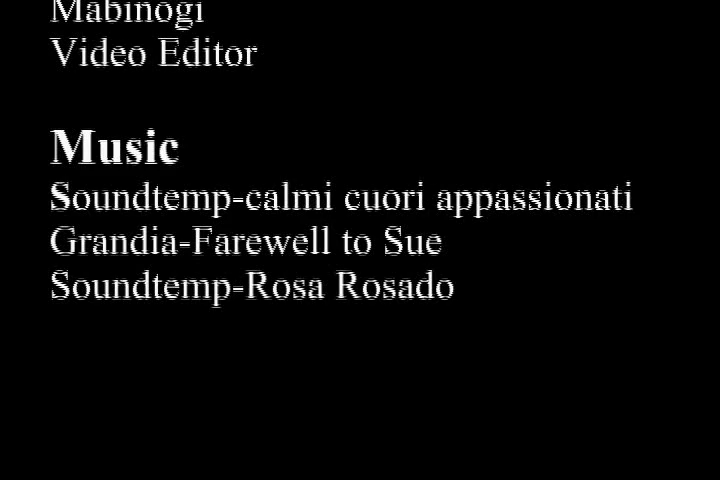 Mabinogi
Video Editor
Music
Soundtemp-calmi cuori appassionati
Grandia-Farewell to Sue
Soundtemp-Rosa Rosado